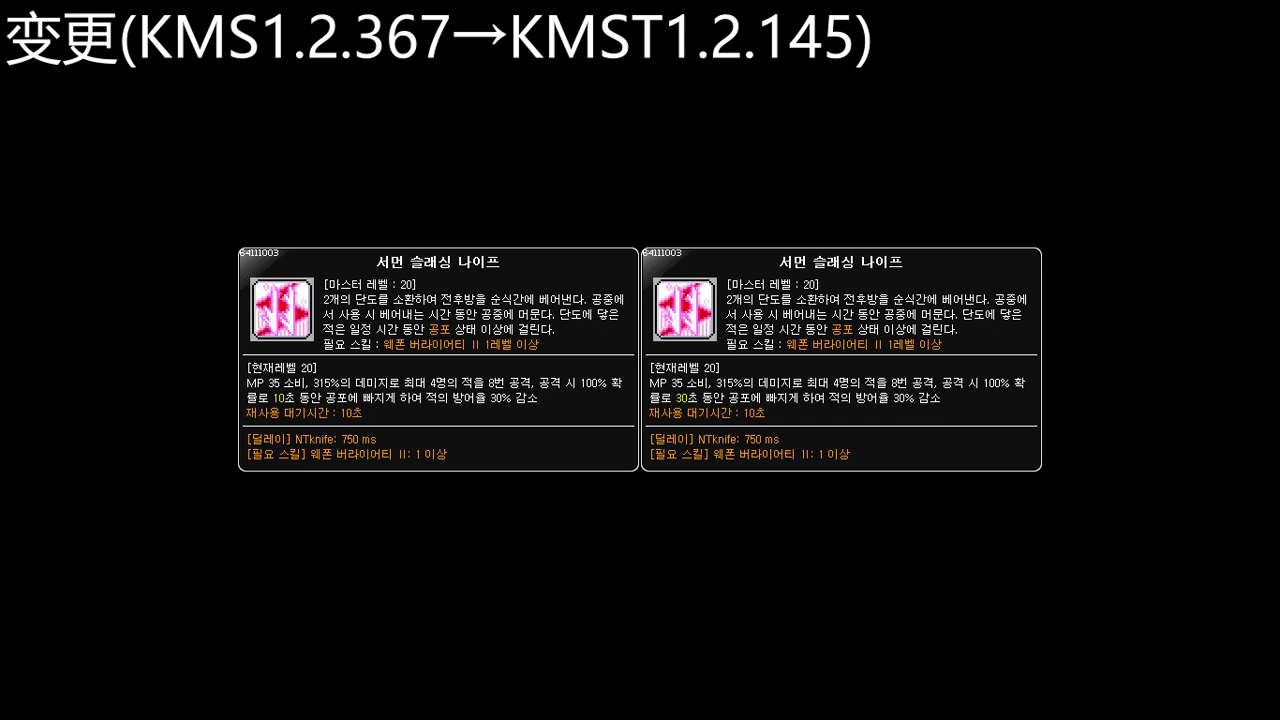 变更(KMS1.2.367→KMST1.2.145)
64111003
서먼 슬래싱 나이프
[마스터 레벨 : 20]
2개의 단도를 소환하여 전후방을 순식간에 베어낸다. 공중에
서 사용 시 베어내는 시간 동안 공중에 머문다. 단도에 닿은
적은 일정 시간 동안 공포 상태 이상에 걸린다.
필요 스킬 : 웨폰 버라이어티 II 1레벨 이상
[현재레벨 20]
MP 35 소비, 315%의 데미지로 최대 4명의 적을 8번 공격, 공격 시 100% 확
률로 10초 동안 공포에 빠지게 하여 적의 방어율 30% 감소
재사용 대기시간 : 10초
[딜레이] NTknife: 750 ms
[필요 스킬] 웨폰 버라이어티 II: 1 이상
64111003
서먼 슬래싱 나이프
[마스터 레벨 : 20]
2개의 단도를 소환하여 전후방을 순식간에 베어낸다. 공중에
서 사용 시 베어내는 시간 동안 공중에 머문다. 단도에 닿은
적은 일정 시간 동안 공포 상태 이상에 걸린다.
필요 스킬 : 웨폰 버라이어티 II 1레벨 이상
[현재레벨 20]
MP 35 소비, 315%의 데미지로 최대 4명의 적을 8번 공격, 공격 시 100% 확
률로 30초 동안 공포에 빠지게 하여 적의 방어율 30% 감소
재사용 대기시간 : 10초
[딜레이] NTknife: 750 ms
[필요 스킬] 웨폰 버라이어티 II: 1 이상